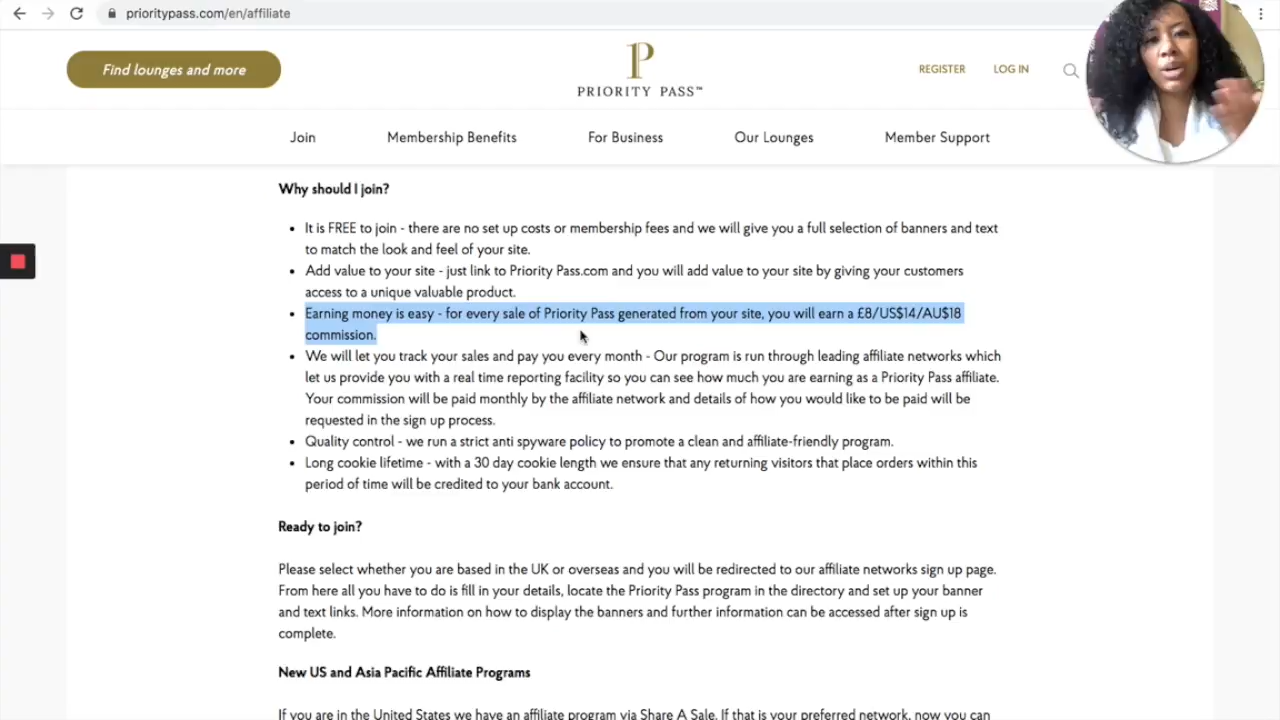 prioritypass.com/en/affiliate
Find lounges and more
PRIORITY PASS™
REGISTER
LOG IN
Join
Membership Benefits
For Business
Our Lounges
Member Support
Why should I join?
• It is FREE to join - there are no set up costs or membership fees and we will give you a full selection of banners and text
to match the look and feel of your site.
• Add value to your site - just link to Priority Pass.com and you will add value to your site by giving your customers
access to a unique valuable product.
• Earning money is easy - for every sale of Priority Pass generated from your site, you will earn a £8/US$14/AU$18
commission.
• We will let you track your sales and pay you every month - Our program is run through leading affiliate networks which
let us provide you with a real time reporting facility so you can see how much you are earning as a Priority Pass affiliate.
Your commission will be paid monthly by the affiliate network and details of how you would like to be paid will be
requested in the sign up process.
• Quality control - we run a strict anti spyware policy to promote a clean and affiliate-friendly program.
• Long cookie lifetime - with a 30 day cookie length we ensure that any returning visitors that place orders within this
period of time will be credited to your bank account.
Ready to join?
Please select whether you are based in the UK or overseas and you will be redirected to our affiliate networks sign up page.
From here all you have to do is fill in your details, locate the Priority Pass program in the directory and set up your banner
and text links. More information on how to display the banners and further information can be accessed after sign up is
complete.
New US and Asia Pacific Affiliate Programs
If you are in the United States we have an affiliate program via Share A Sale. If that is your preferred network, now you can